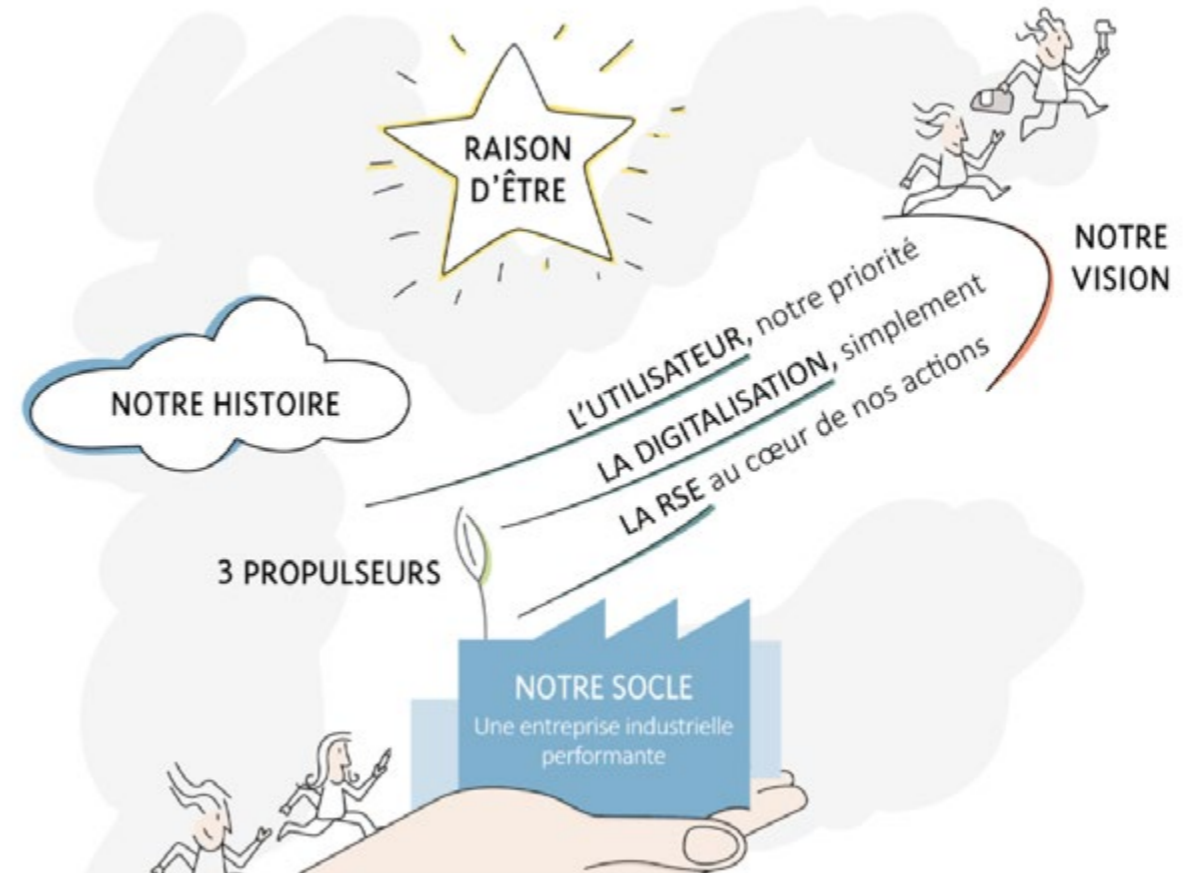 RAISON
D'ÊTRE
NOTRE
VISION
L'UTILISATEUR, notre priorité
LA DIGITALISATION, simplement
LA RSE au cœur de nos actions
NOTRE HISTOIRE
3 PROPULSEURS
NOTRE SOCLE
Une entreprise industrielle
performante